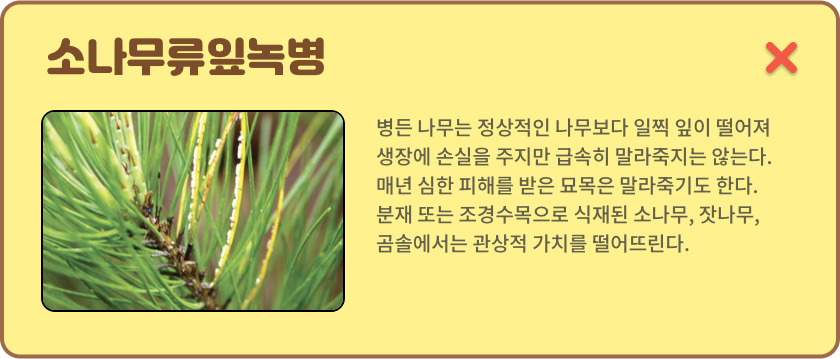 소나무류잎녹병
병든 나무는 정상적인 나무보다 일찍 잎이 떨어져
생장에 손실을 주지만 급속히 말라죽지는 않는다.
매년 심한 피해를 받은 묘목은 말라죽기도 한다.
분재 또는 조경수목으로 식재된 소나무, 잣나무,
곰솔에서는 관상적 가치를 떨어뜨린다.